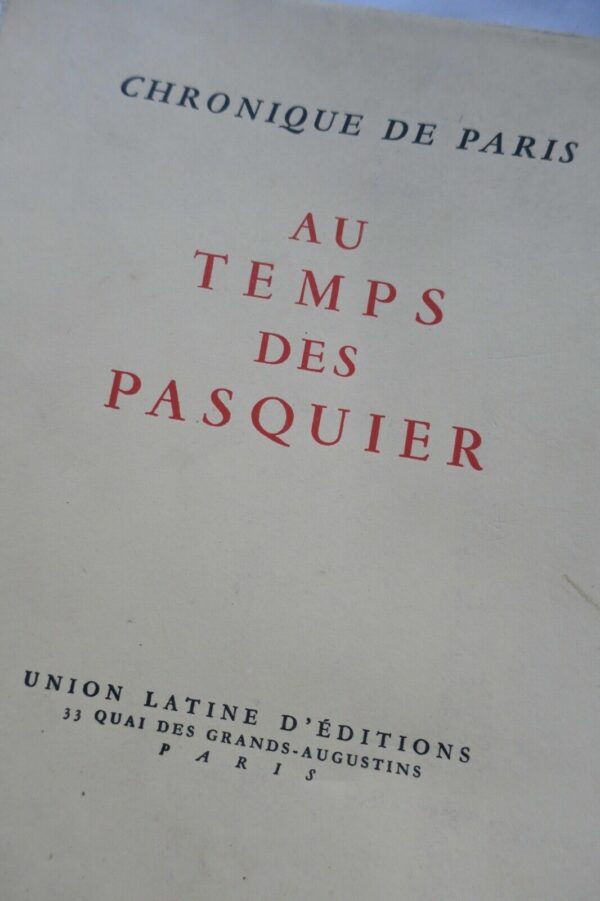 CHRONIQUE DE PARIS
AU
TEMPS
DES
PASQUIER
UNION LATINE D'ÉDITIONS
33 QUAI DES GRANDS-AUGUSTINS
PARIS